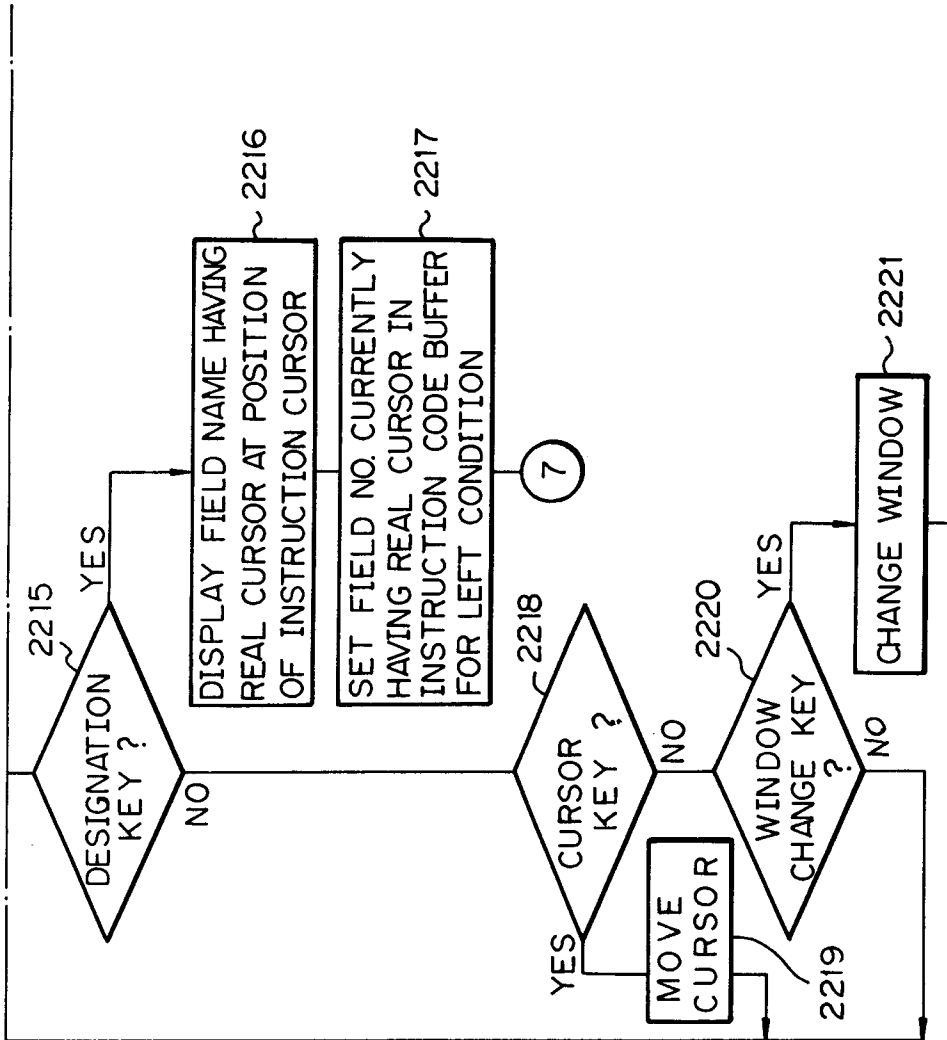 2215
DESIGNATION
KEY ?
YES
NO
DISPLAY FIELD NAME HAVING
REAL CURSOR AT POSITION
OF INSTRUCTION CURSOR
2216
SET FIELD NO. CURRENTLY
HAVING REAL CURSOR IN
INSTRUCTION CODE BUFFER
FOR LEFT CONDITION
2217
7
2218
CURSOR
KEY ?
YES
NO
MOVE
CURSOR
2219
2220
WINDOW
CHANGE KEY
?
YES
NO
CHANGE WINDOW
2221